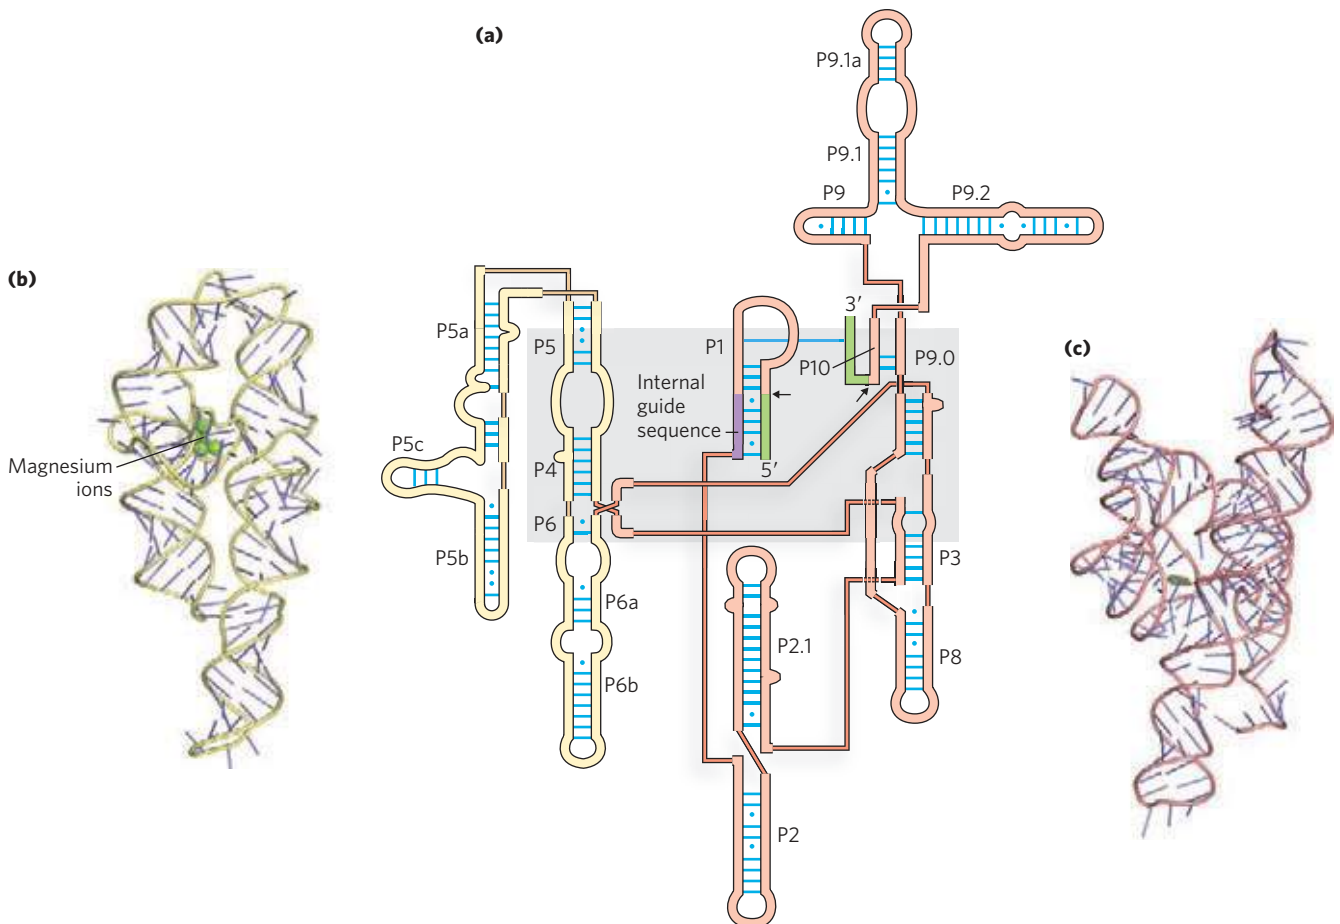 (a)
P9.1a
P9.1
P9
P9.2
(b)
3′
P5a
P5
P1
P10
P9.0
(c)
Internal
guide
sequence
Magnesium
ions
P5c
P4
5′
P6
P5b
P3
P6a
P2.1
P8
P6b
P2